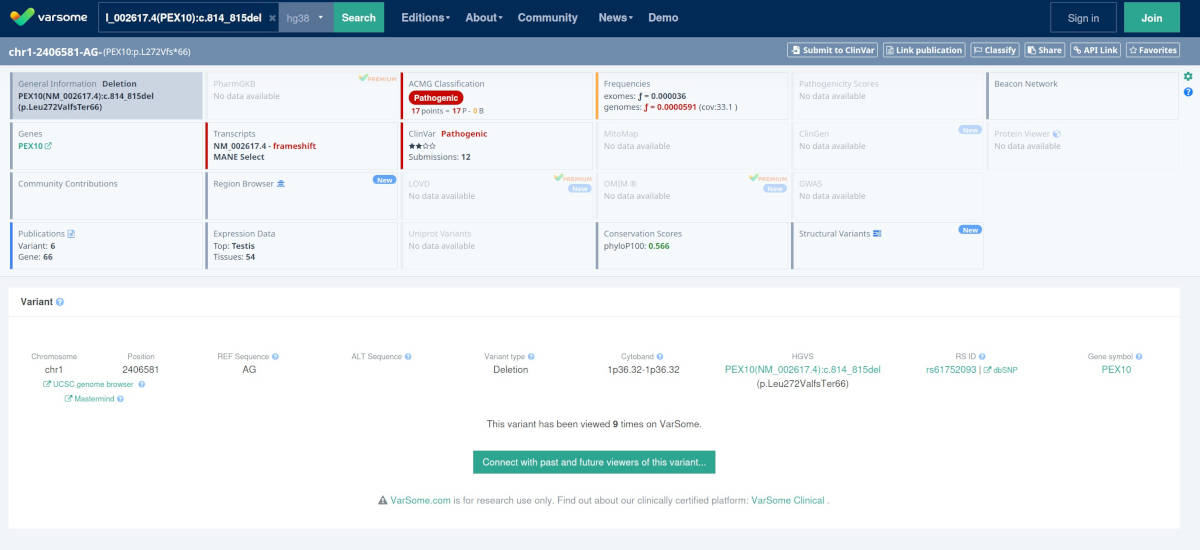 varsome
I_002617.4(PEX10):c.814_815del × hg38 Search Editions About Community News Demo Sign in Join
chr1-2406581-AG-(PEX10:p.L272Vfs*66) Submit to ClinVar Link publication Classify Share API Link Favorites
General Information Deletion
PEX10(NM_002617.4):c.814_815del
(p.Leu272ValfsTer66)
PharmGKB PREMIUM
No data available
ACMG Classification
Pathogenic
17 points = 17 P - 0 B
Frequencies
exomes: ƒ = 0.000036
genomes: ƒ = 0.0000591 (cov:33.1 )
Pathogenicity Scores
No data available
Beacon Network
Genes
PEX10
Transcripts
NM_002617.4 - frameshift
MANE Select
ClinVar Pathogenic
★★☆☆
Submissions: 12
MitoMap
No data available
ClinGen New
No data available
Protein Viewer
No data available
Community Contributions
Region Browser New
LOVD PREMIUM
New
No data available
OMIM ® PREMIUM
New
No data available
GWAS
No data available
Publications
Variant: 6
Gene: 66
Expression Data
Top: Testis
Tissues: 54
Uniprot Variants
No data available
Conservation Scores
phyloP100: 0.566
Structural Variants New
Variant
Chromosome Position REF Sequence ALT Sequence Variant type Cytoband HGVS RS ID Gene symbol
chr1 2406581 AG Deletion 1p36.32-1p36.32 PEX10(NM_002617.4):c.814_815del rs61752093 | dbSNP PEX10
UCSC genome browser (p.Leu272ValfsTer66)
Mastermind
This variant has been viewed 9 times on VarSome.
Connect with past and future viewers of this variant...
VarSome.com is for research use only. Find out about our clinically certified platform: VarSome Clinical .